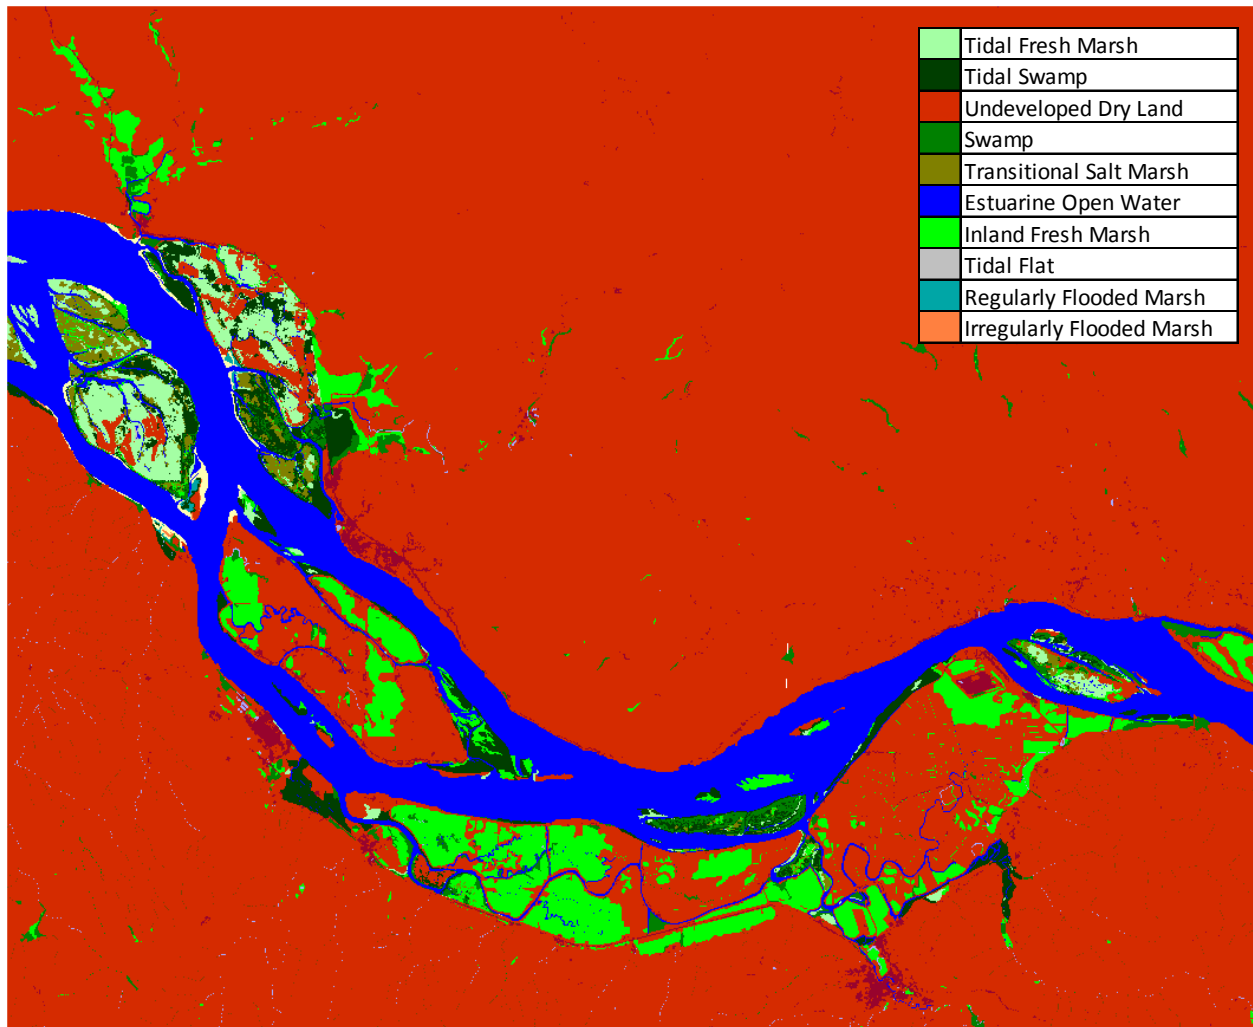 Tidal Fresh Marsh
Tidal Swamp
Undeveloped Dry Land
Swamp
Transitional Salt Marsh
Estuarine Open Water
Inland Fresh Marsh
Tidal Flat
Regularly Flooded Marsh
Irregularly Flooded Marsh